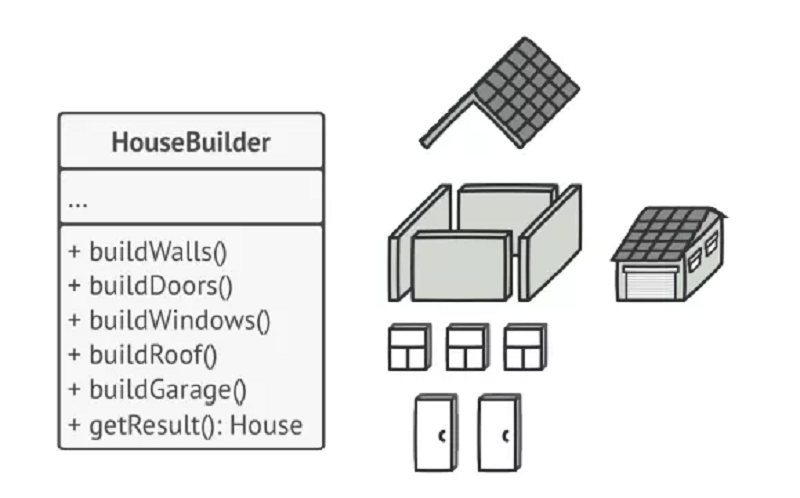 HouseBuilder
...
+ buildWalls()
+ buildDoors()
+ buildWindows()
+ buildRoof()
+ buildGarage()
+ getResult(): House